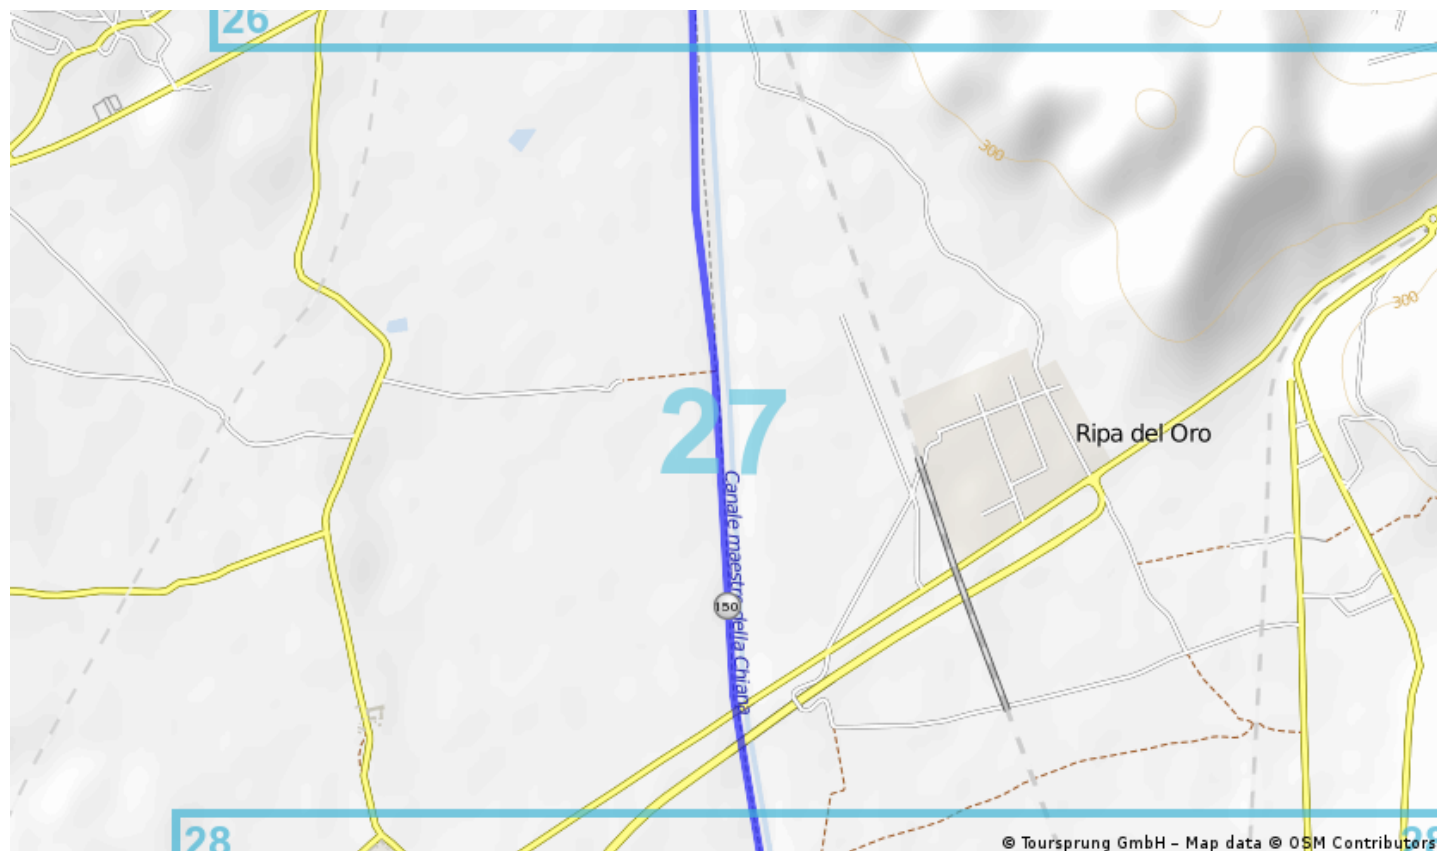 26
300
300
27
Ripa del Oro
Canale maestro della Chiana
150
28
28
© Toursprung GmbH – Map data © OSM Contributors